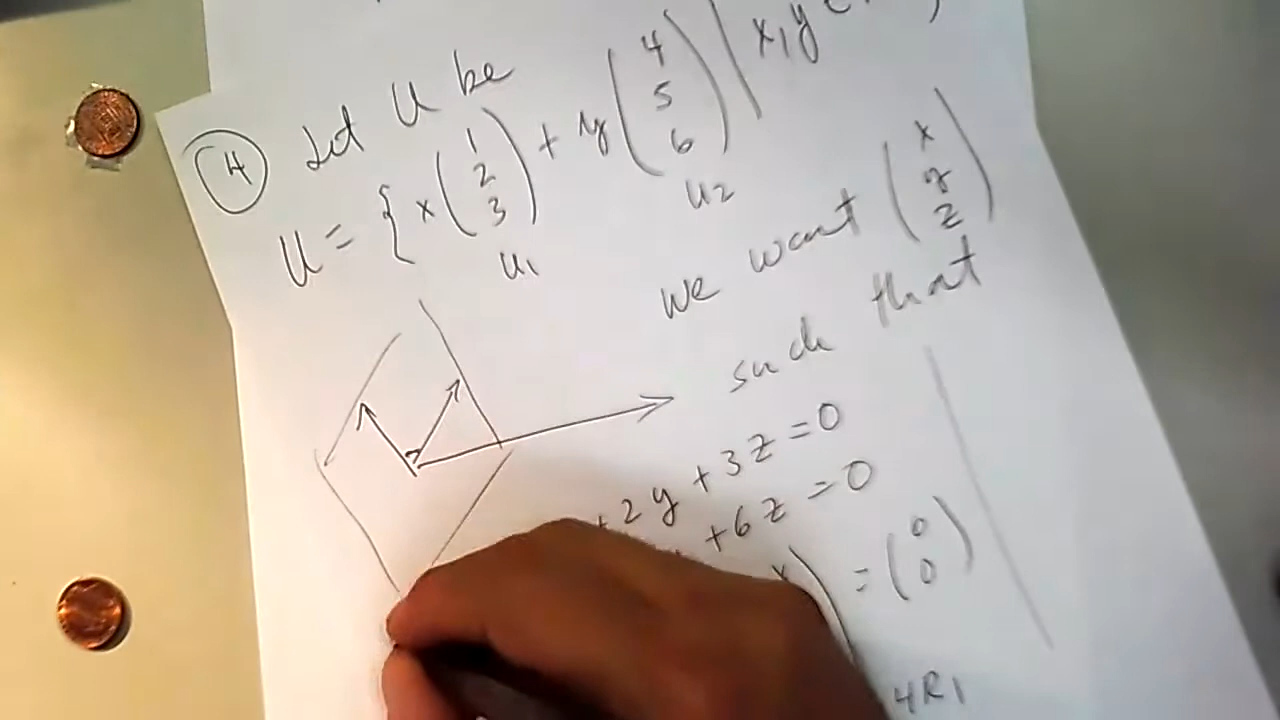 ④ Let U be
U = { x (1 2 3) + y (4 5 6) | x, y
u₁ u₂
we want (x y z)
such that
+ 2y + 3z = 0
+ 6z = 0
x) = (0 0)
4R₁